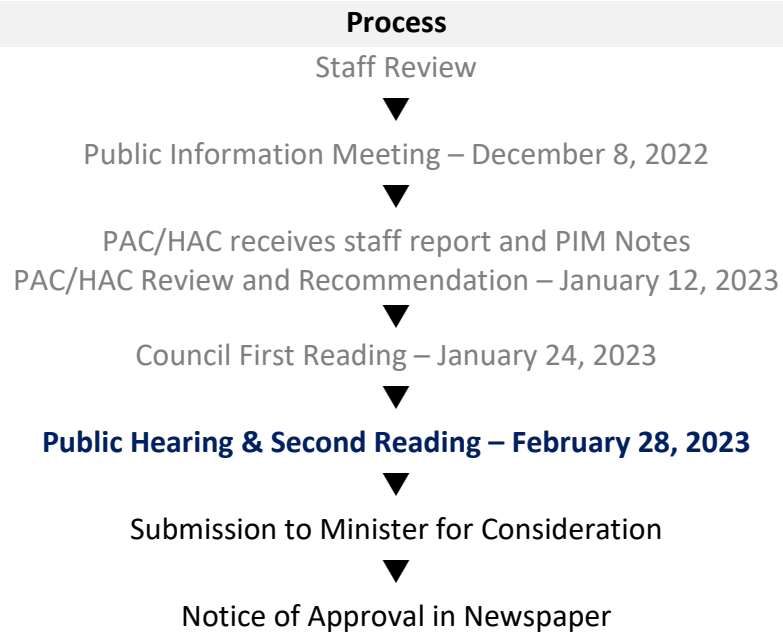 Process
Staff Review
Public Information Meeting – December 8, 2022
PAC/HAC receives staff report and PIM Notes
PAC/HAC Review and Recommendation – January 12, 2023
Council First Reading – January 24, 2023
Public Hearing & Second Reading – February 28, 2023
Submission to Minister for Consideration
Notice of Approval in Newspaper